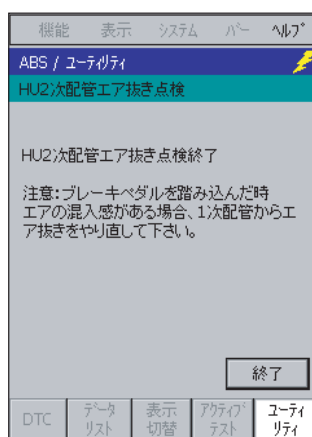 機能 表示 システム バー ヘルプ
ABS / ユーティリティ
HU2次配管エア抜き点検
HU2次配管エア抜き点検終了
注意:ブレーキペダルを踏み込んだ時
エアの混入感がある場合、1次配管からエ
ア抜きをやり直して下さい。
終了
DTC データ 表示 アクティブ ユーティ
リスト 切替 テスト リティ